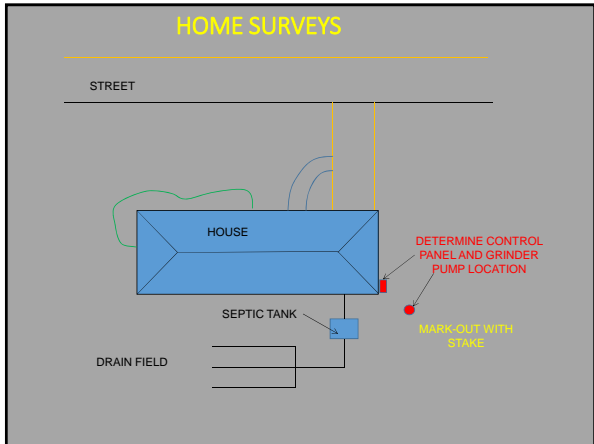 HOME SURVEYS
STREET
HOUSE
DETERMINE CONTROL
PANEL AND GRINDER
PUMP LOCATION
SEPTIC TANK
MARK-OUT WITH
STAKE
DRAIN FIELD